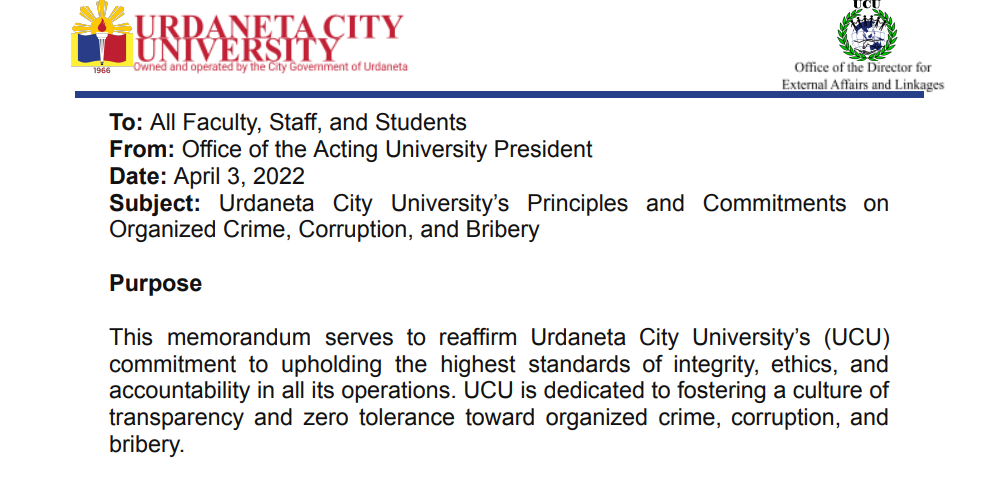 URDANETA CITY
UNIVERSITY
Owned and operated by the City Government of Urdaneta
1966
UCU
Office of the Director for
External Affairs and Linkages
To: All Faculty, Staff, and Students
From: Office of the Acting University President
Date: April 3, 2022
Subject: Urdaneta City University’s Principles and Commitments on
Organized Crime, Corruption, and Bribery
Purpose
This memorandum serves to reaffirm Urdaneta City University’s (UCU)
commitment to upholding the highest standards of integrity, ethics, and
accountability in all its operations. UCU is dedicated to fostering a culture of
transparency and zero tolerance toward organized crime, corruption, and
bribery.